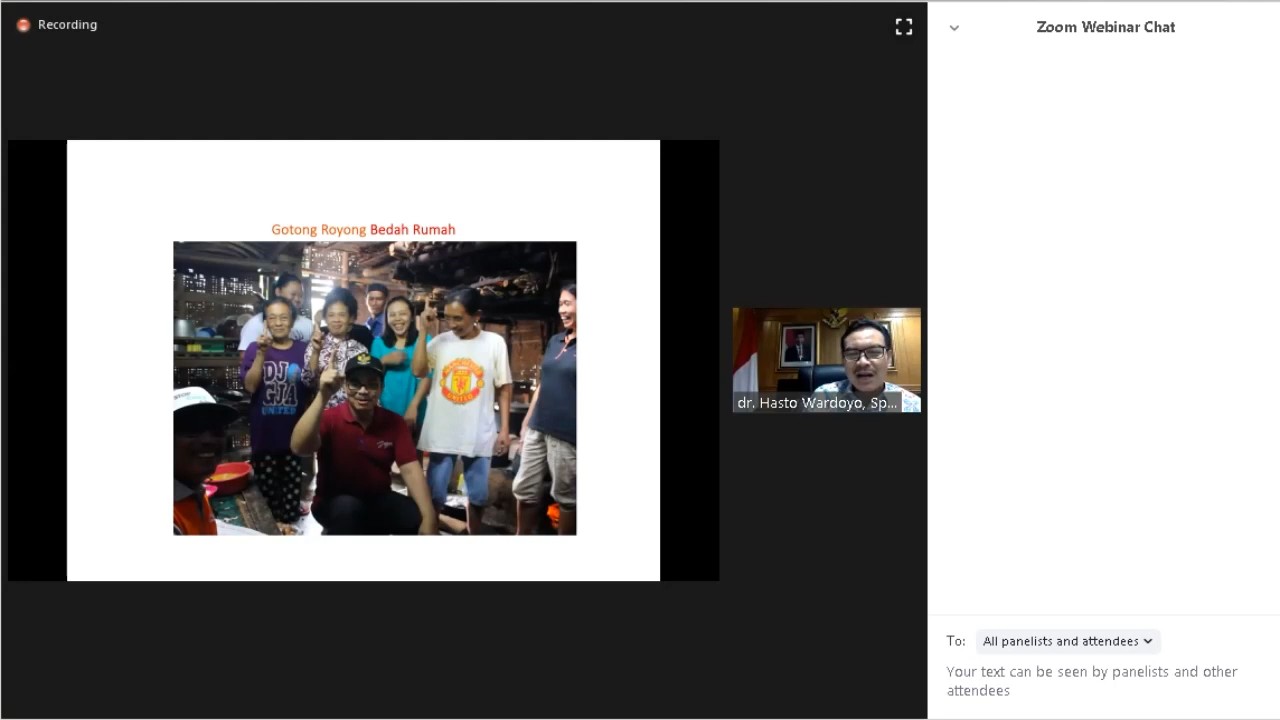 Recording
Zoom Webinar Chat
Gotong Royong Bedah Rumah
DJ
GJA
UNITED
UNITED
dr. Hasto Wardoyo, Sp...
To: All panelists and attendees
Your text can be seen by panelists and other
attendees